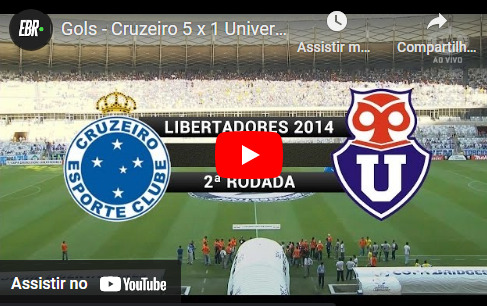 EBR
Gols - Cruzeiro 5 x 1 Univer...
Assistir m...
Compartilh...
AO VIVO
LIBERTADORES 2014
2ª RODADA
CRUZEIRO
ESPORTE CLUBE
U
Assistir no YouTube